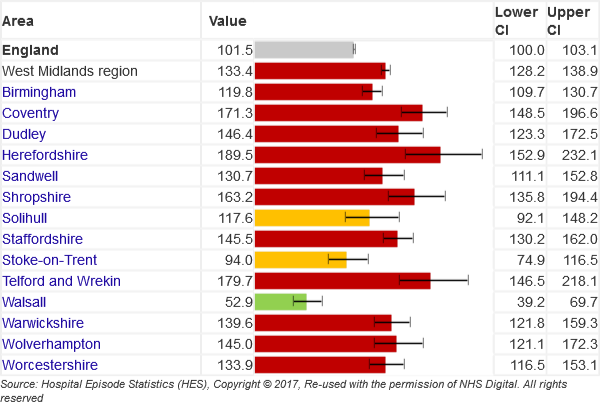 Area Value Lower CI Upper CI
England 101.5 100.0 103.1
West Midlands region 133.4 128.2 138.9
Birmingham 119.8 109.7 130.7
Coventry 171.3 148.5 196.6
Dudley 146.4 123.3 172.5
Herefordshire 189.5 152.9 232.1
Sandwell 130.7 111.1 152.8
Shropshire 163.2 135.8 194.4
Solihull 117.6 92.1 148.2
Staffordshire 145.5 130.2 162.0
Stoke-on-Trent 94.0 74.9 116.5
Telford and Wrekin 179.7 146.5 218.1
Walsall 52.9 39.2 69.7
Warwickshire 139.6 121.8 159.3
Wolverhampton 145.0 121.1 172.3
Worcestershire 133.9 116.5 153.1
Source: Hospital Episode Statistics (HES), Copyright © 2017, Re-used with the permission of NHS Digital. All rights
reserved